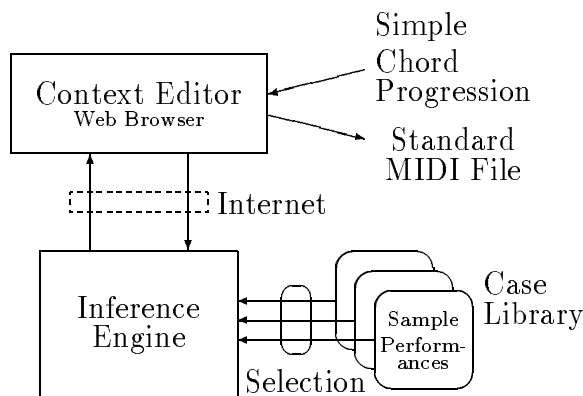 Simple
Chord
Progression
Context Editor
Web Browser
Standard
MIDI File
Internet
Inference
Engine
Case
Library
Sample
Perform-
ances
Selection